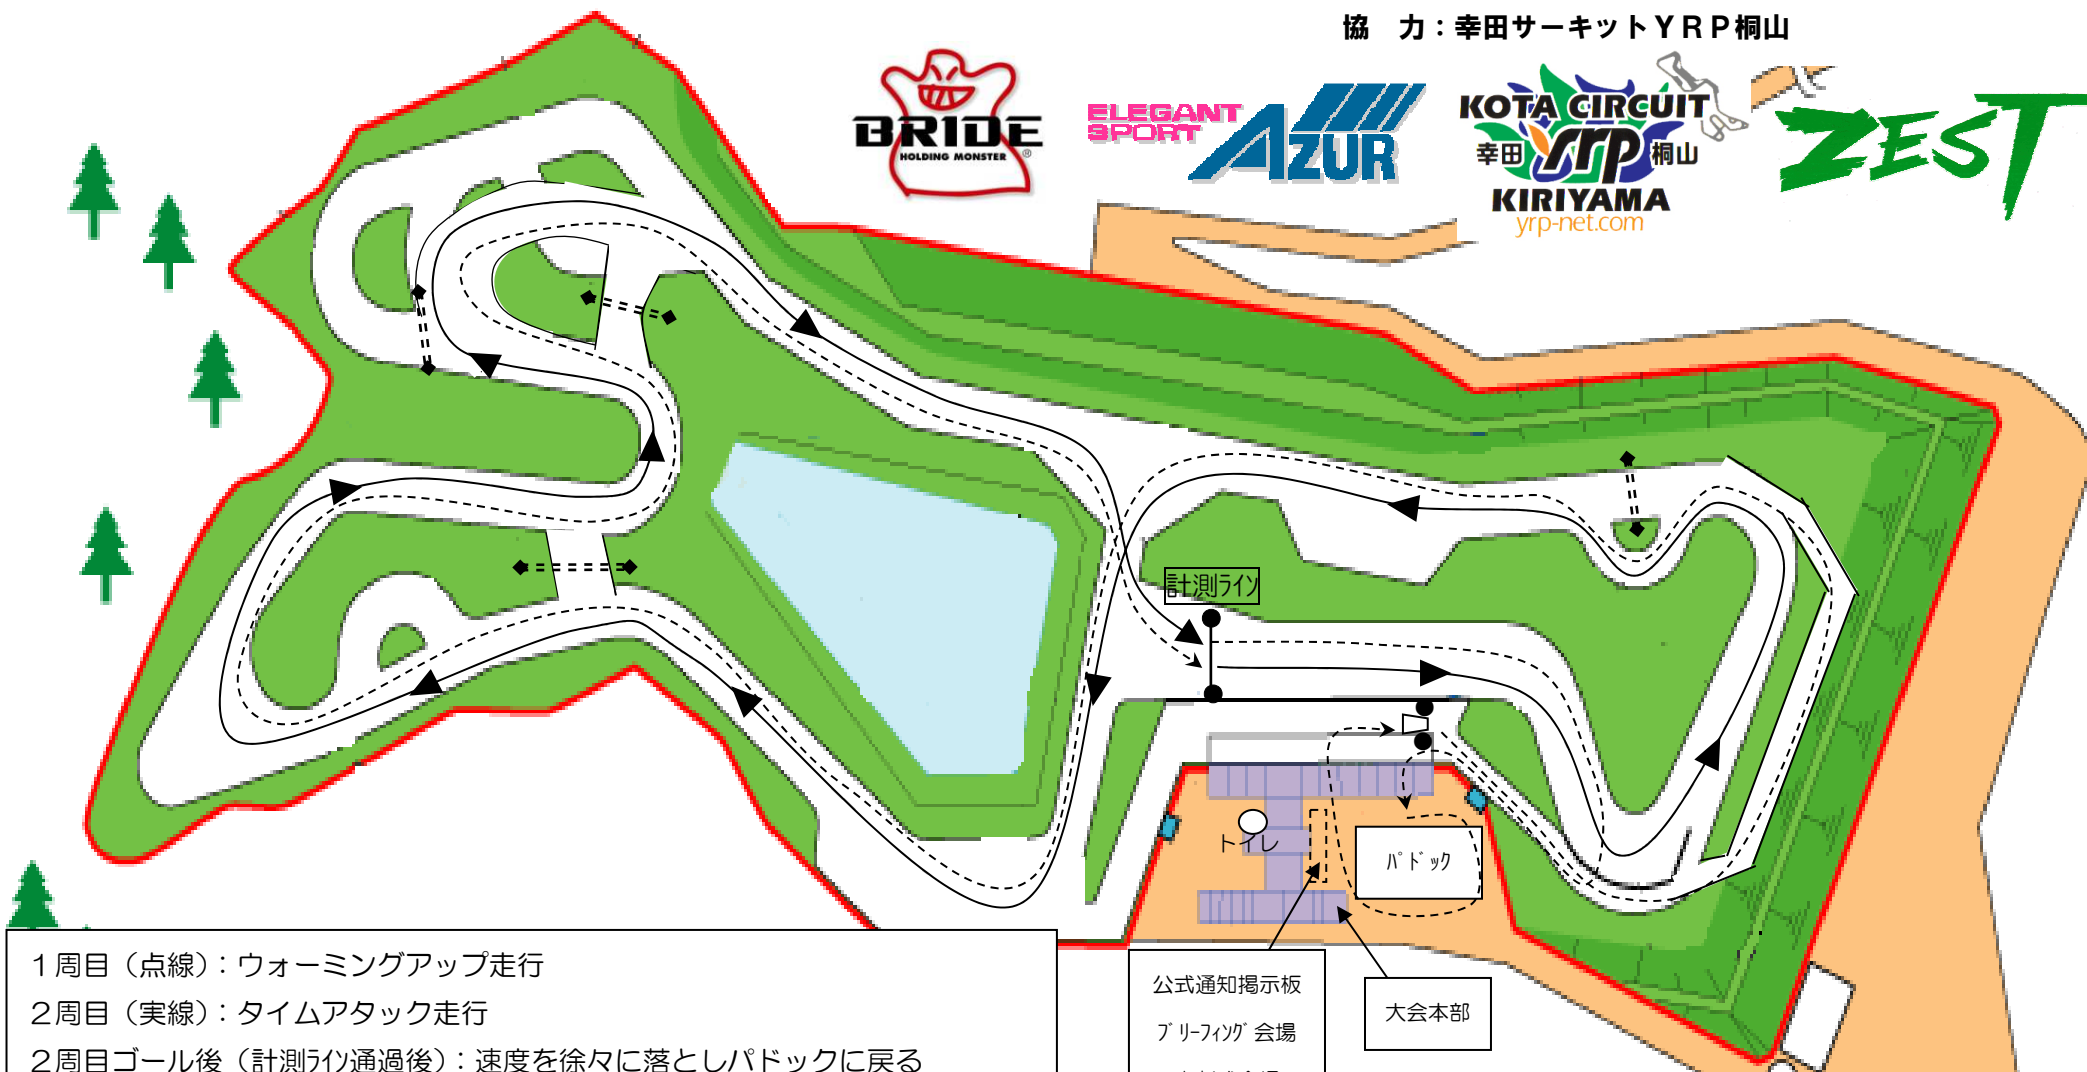 協　力：幸田サーキットＹＲＰ桐山
BRIDE
HOLDING MONSTER
®
ELEGANT
SPORT
AZUR
KOTA CIRCUIT
幸田 yrp 桐山
KIRIYAMA
yrp-net.com
ZEST
計測ﾗｲﾝ
トイレ
ﾊﾟﾄﾞｯｸ
１周目（点線）：ウォーミングアップ走行
２周目（実線）：タイムアタック走行
２周目ゴール後（計測ﾗｲﾝ通過後）：速度を徐々に落としパドックに戻る
公式通知掲示板
ﾌﾞﾘｰﾌｨﾝｸﾞ会場
大会本部